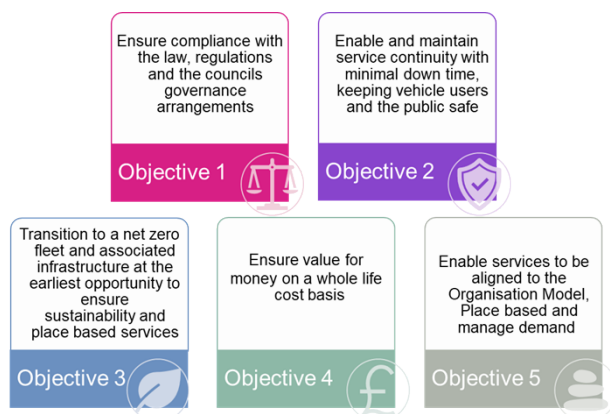 Ensure compliance with
the law, regulations
and the councils
governance
arrangements
Objective 1
Enable and maintain
service continuity with
minimal down time,
keeping vehicle users
and the public safe
Objective 2
Transition to a net zero
fleet and associated
infrastructure at the
earliest opportunity to
ensure
sustainability and
place based services
Objective 3
Ensure value for
money on a whole life
cost basis
Objective 4
£
Enable services to be
aligned to the
Organisation Model,
Place based and
manage demand
Objective 5